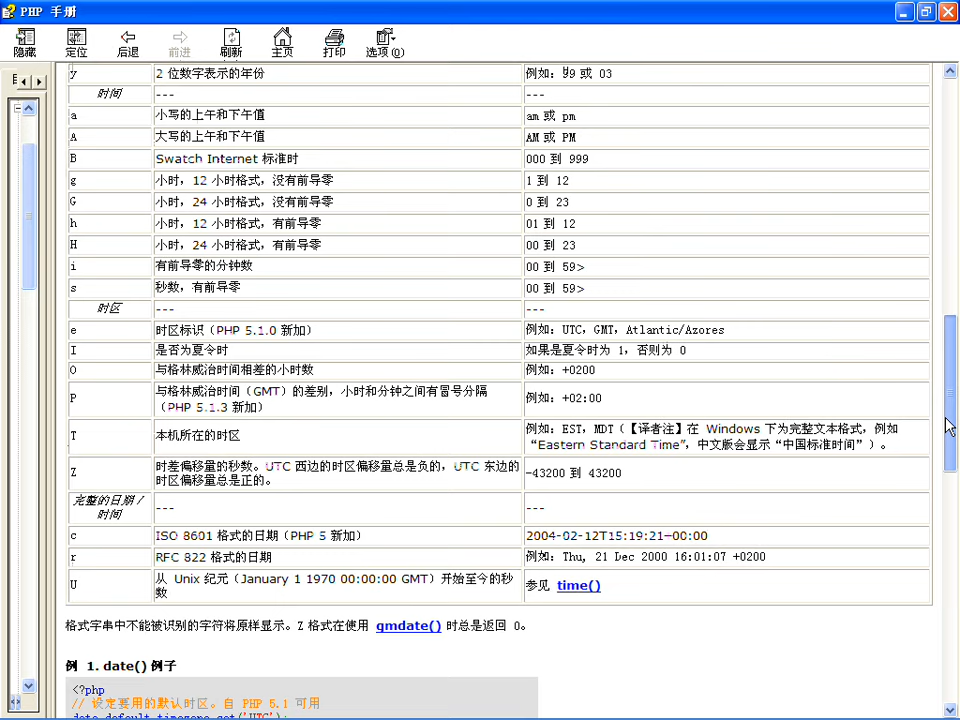 PHP 手册
隐藏 定位 后退 前进 刷新 主页 打印 选项(O)
y 2 位数字表示的年份 例如：99 或 03
时间 --- ---
a 小写的上午和下午值 am 或 pm
A 大写的上午和下午值 AM 或 PM
B Swatch Internet 标准时 000 到 999
g 小时，12 小时格式，没有前导零 1 到 12
G 小时，24 小时格式，没有前导零 0 到 23
h 小时，12 小时格式，有前导零 01 到 12
H 小时，24 小时格式，有前导零 00 到 23
i 有前导零的分钟数 00 到 59>
s 秒数，有前导零 00 到 59>
时区 --- ---
e 时区标识（PHP 5.1.0 新加） 例如：UTC，GMT，Atlantic/Azores
I 是否为夏令时 如果是夏令时为 1，否则为 0
O 与格林威治时间相差的小时数 例如：+0200
P 与格林威治时间（GMT）的差别，小时和分钟之间有冒号分隔 例如：+02:00
（PHP 5.1.3 新加）
T 本机所在的时区 例如：EST，MDT（【译者注】在 Windows 下为完整文本格式，例如
“Eastern Standard Time”，中文版会显示“中国标准时间”）。
Z 时差偏移量的秒数。UTC 西边的时区偏移量总是负的，UTC 东边的 -43200 到 43200
时区偏移量总是正的。
完整的日期/
时间 --- ---
c ISO 8601 格式的日期（PHP 5 新加） 2004-02-12T15:19:21+00:00
r RFC 822 格式的日期 例如：Thu, 21 Dec 2000 16:01:07 +0200
U 从 Unix 纪元（January 1 1970 00:00:00 GMT）开始至今的秒 参见 time()
数
格式字串中不能被识别的字符将原样显示。Z 格式在使用 gmdate() 时总是返回 0。
例 1. date() 例子
<?php
// 设定要用的默认时区。自 PHP 5.1 可用
date_default_timezone_set('UTC');